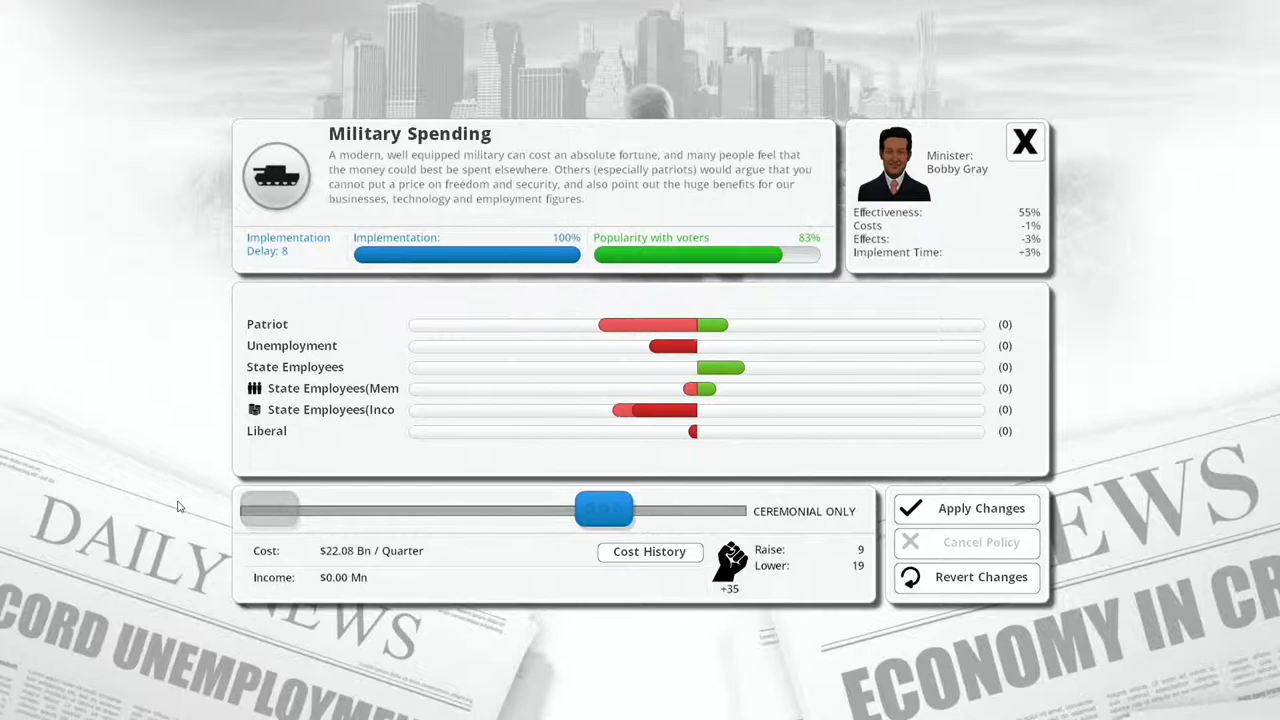 Military Spending
A modern, well equipped military can cost an absolute fortune, and many people feel that
the money could best be spent elsewhere. Others (especially patriots) would argue that you
cannot put a price on freedom and security, and also point out the huge benefits for our
businesses, technology and employment figures.
Implementation
Delay: 8
Implementation: 100%
Popularity with voters 83%
X
Minister:
Bobby Gray
Effectiveness: 55%
Costs -1%
Effects: -3%
Implement Time: +3%
Patriot (0)
Unemployment (0)
State Employees (0)
State Employees(Mem (0)
State Employees(Inco (0)
Liberal (0)
CEREMONIAL ONLY
Cost: $22.08 Bn / Quarter
Cost History
Income: $0.00 Mn
Raise: 9
Lower: 19
+35
Apply Changes
Cancel Policy
Revert Changes
DAILY NEWS
CORD UNEMPLOYM
EWS
ECONOMY IN CR